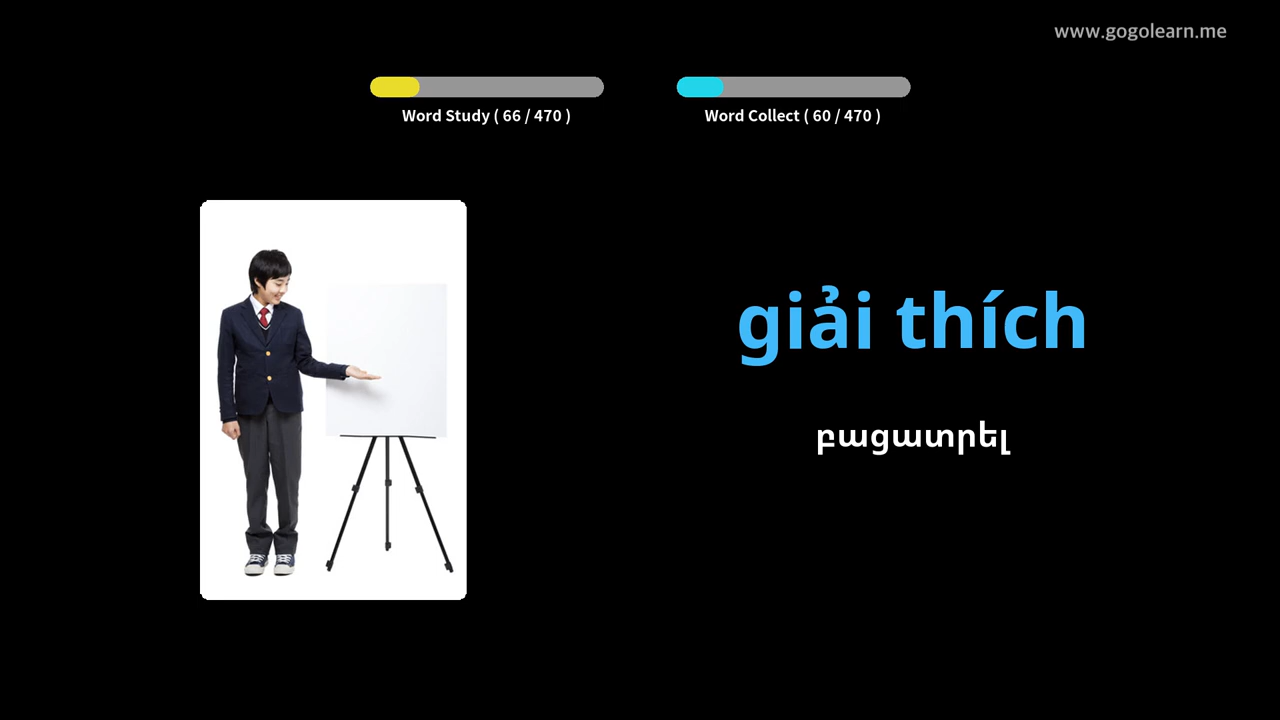 www.gogolearn.me
Word Study ( 66 / 470 )
Word Collect ( 60 / 470 )
giải thích
բացատրել